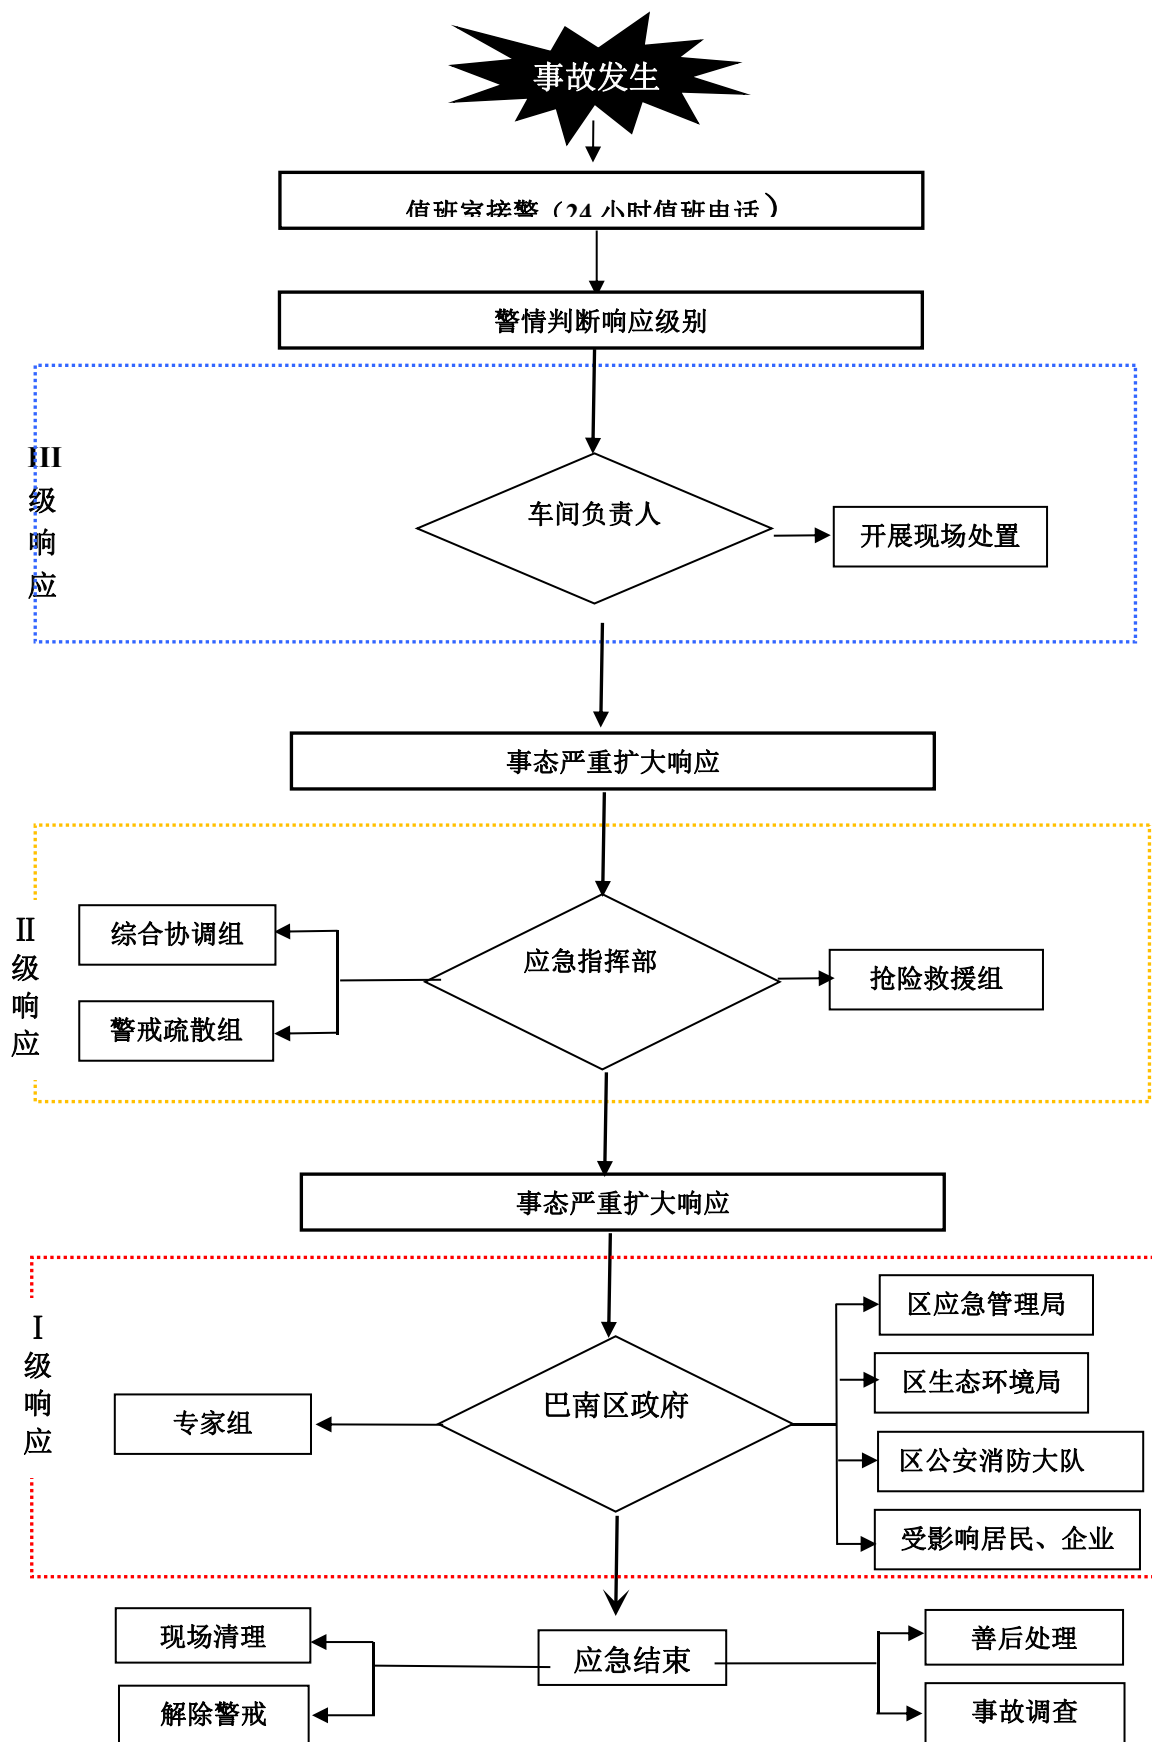 事故发生
值班室接警（24 小时值班电话）
警情判断响应级别
III
级
响
应
车间负责人
开展现场处置
事态严重扩大响应
II
级
响
应
综合协调组
应急指挥部
抢险救援组
警戒疏散组
事态严重扩大响应
I
级
响
应
区应急管理局
区生态环境局
巴南区政府
专家组
区公安消防大队
受影响居民、企业
现场清理
应急结束
善后处理
解除警戒
事故调查